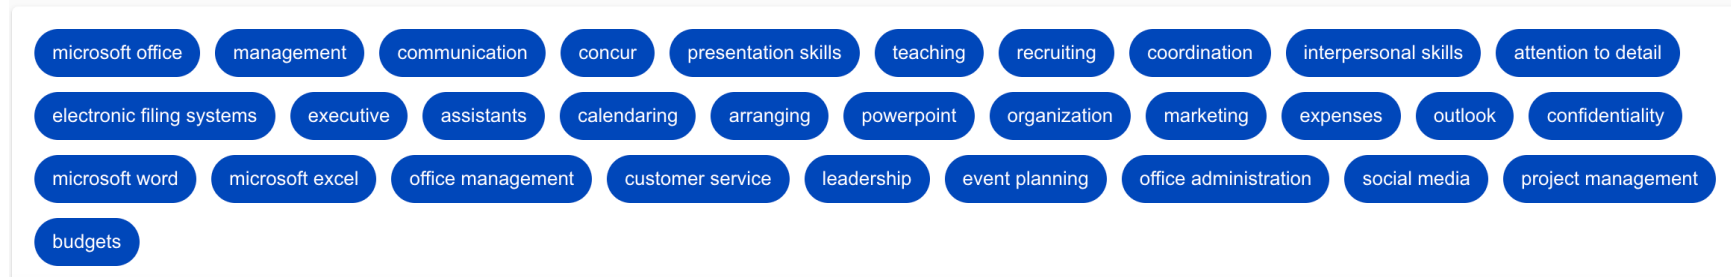 microsoft office management communication concur presentation skills teaching recruiting coordination interpersonal skills attention to detail
electronic filing systems executive assistants calendaring arranging powerpoint organization marketing expenses outlook confidentiality
microsoft word microsoft excel office management customer service leadership event planning office administration social media project management
budgets